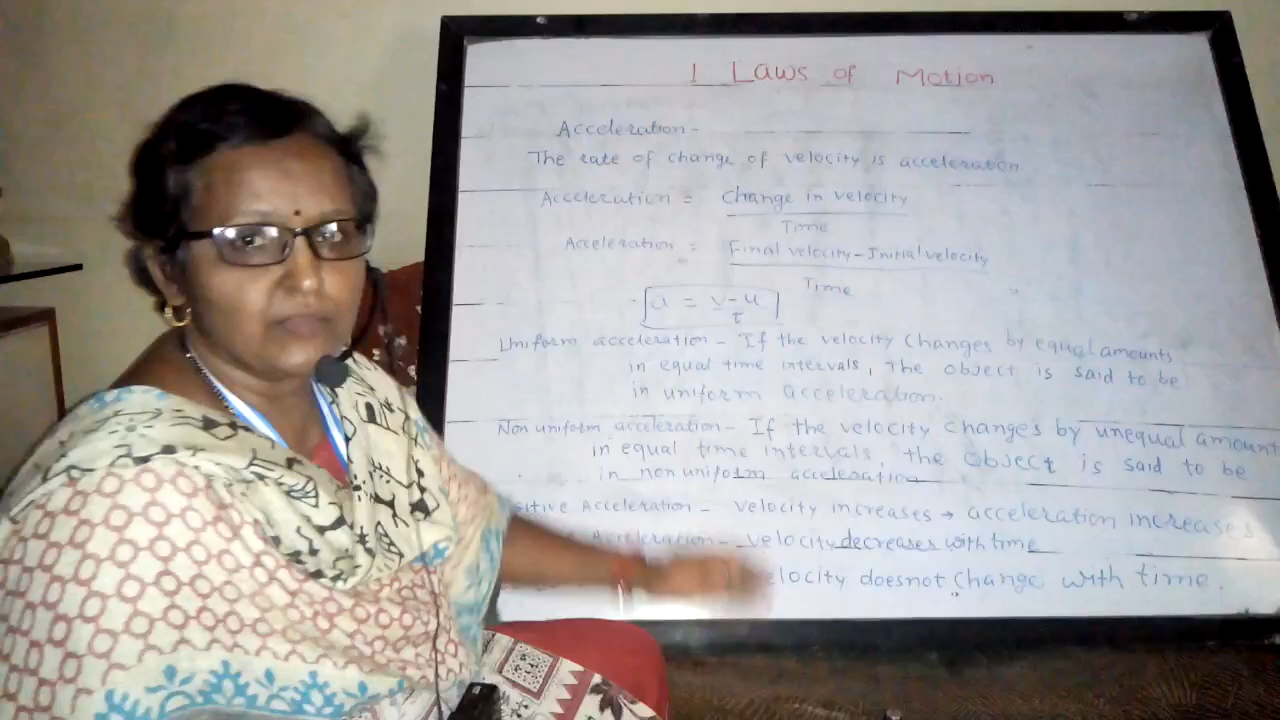 1 Laws of Motion
Acceleration -
The rate of change of velocity is acceleration
Acceleration = Change in velocity
Time
Acceleration = Final velocity - Initial velocity
Time
a = v-u
t
Uniform acceleration - If the velocity changes by equal amounts
in equal time intervals, The object is said to be
in uniform acceleration.
Non uniform acceleration - If the velocity changes by unequal amount
in equal time intervals, the object is said to be
in non uniform acceleration
sitive Acceleration - velocity increases → acceleration increases
Acceleration - velocity decreases with time
elocity doesnot change with time.